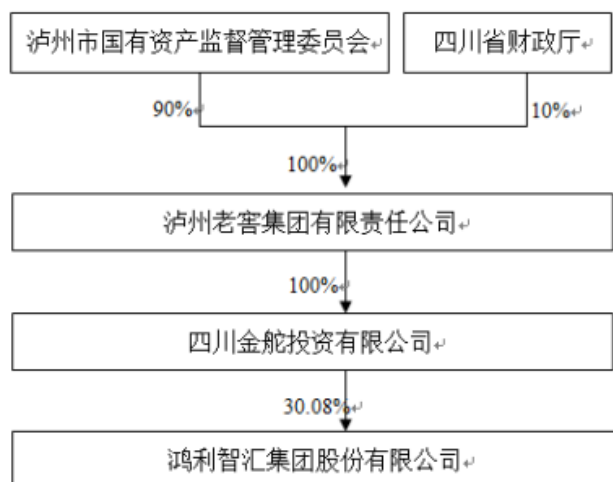 泸州市国有资产监督管理委员会
四川省财政厅
90%
10%
100%
泸州老窖集团有限责任公司
100%
四川金舵投资有限公司
30.08%
鸿利智汇集团股份有限公司